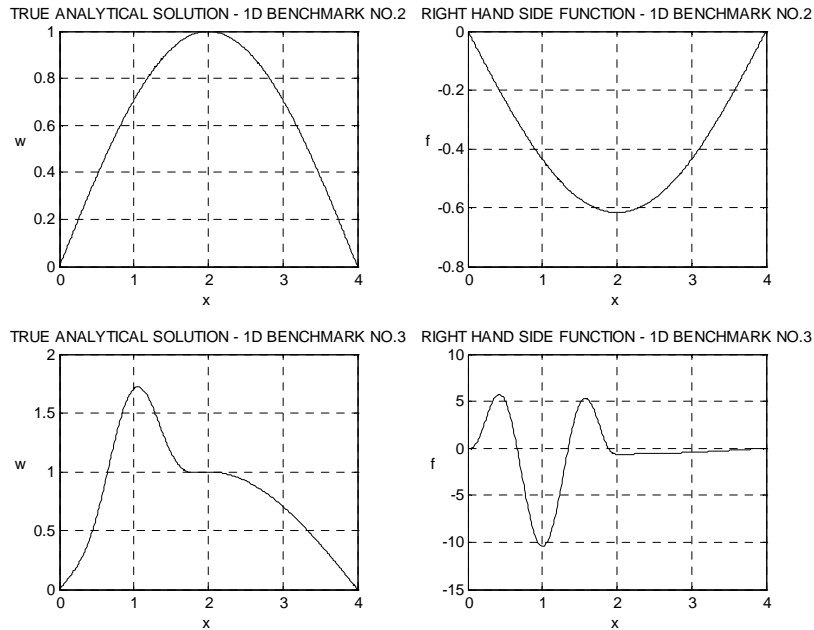 TRUE ANALYTICAL SOLUTION - 1D BENCHMARK NO.2
1
0.8
0.6
w
0.4
0.2
0
0 1 2 3 4
x
RIGHT HAND SIDE FUNCTION - 1D BENCHMARK NO.2
0
-0.2
-0.4
f
-0.6
-0.8
0 1 2 3 4
x
TRUE ANALYTICAL SOLUTION - 1D BENCHMARK NO.3
2
1.5
w
1
0.5
0
0 1 2 3 4
x
RIGHT HAND SIDE FUNCTION - 1D BENCHMARK NO.3
10
5
0
f
-5
-10
-15
0 1 2 3 4
x